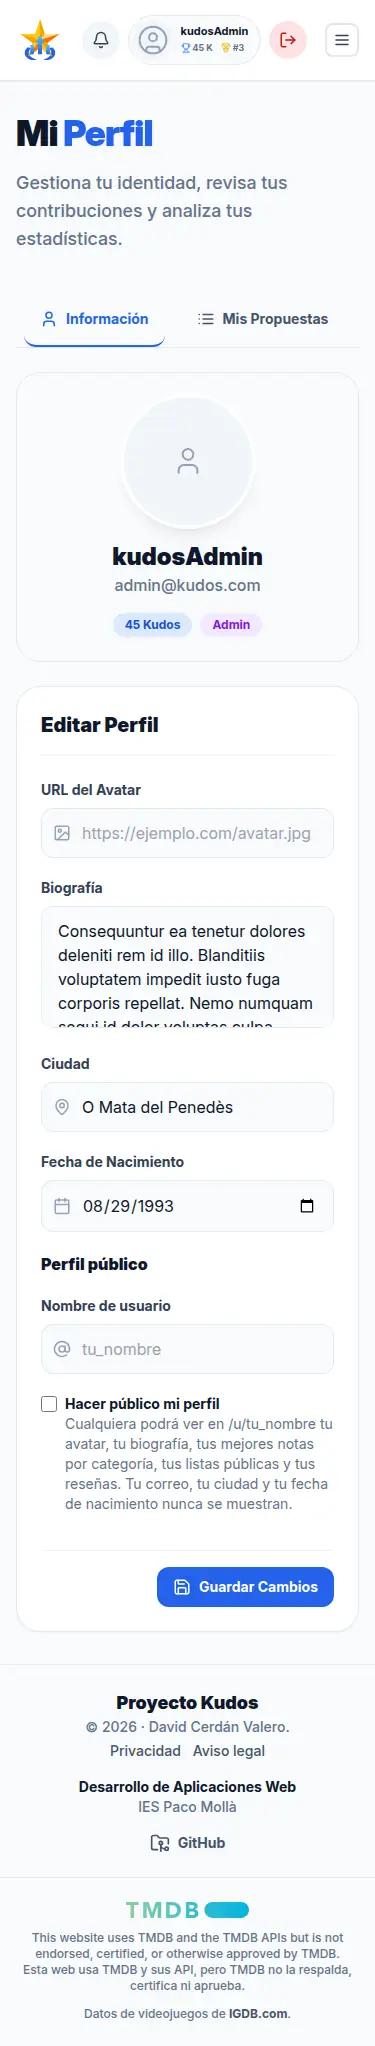 kudosAdmin
45 K #3
Mi Perfil
Gestiona tu identidad, revisa tus
contribuciones y analiza tus
estadísticas.
Información Mis Propuestas
kudosAdmin
admin@kudos.com
45 Kudos Admin
Editar Perfil
URL del Avatar
https://ejemplo.com/avatar.jpg
Biografía
Consequuntur ea tenetur dolores
deleniti rem id illo. Blanditiis
voluptatem impedit iusto fuga
corporis repellat. Nemo numquam
sequi id dolor voluptas culpa
Ciudad
O Mata del Penedès
Fecha de Nacimiento
08/29/1993
Perfil público
Nombre de usuario
tu_nombre
Hacer público mi perfil
Cualquiera podrá ver en /u/tu_nombre tu
avatar, tu biografía, tus mejores notas
por categoría, tus listas públicas y tus
reseñas. Tu correo, tu ciudad y tu fecha
de nacimiento nunca se muestran.
Guardar Cambios
Proyecto Kudos
© 2026 · David Cerdán Valero.
Privacidad Aviso legal
Desarrollo de Aplicaciones Web
IES Paco Mollà
GitHub
TMDB
This website uses TMDB and the TMDB APIs but is not
endorsed, certified, or otherwise approved by TMDB.
Esta web usa TMDB y sus API, pero TMDB no la respalda,
certifica ni aprueba.
Datos de videojuegos de IGDB.com.